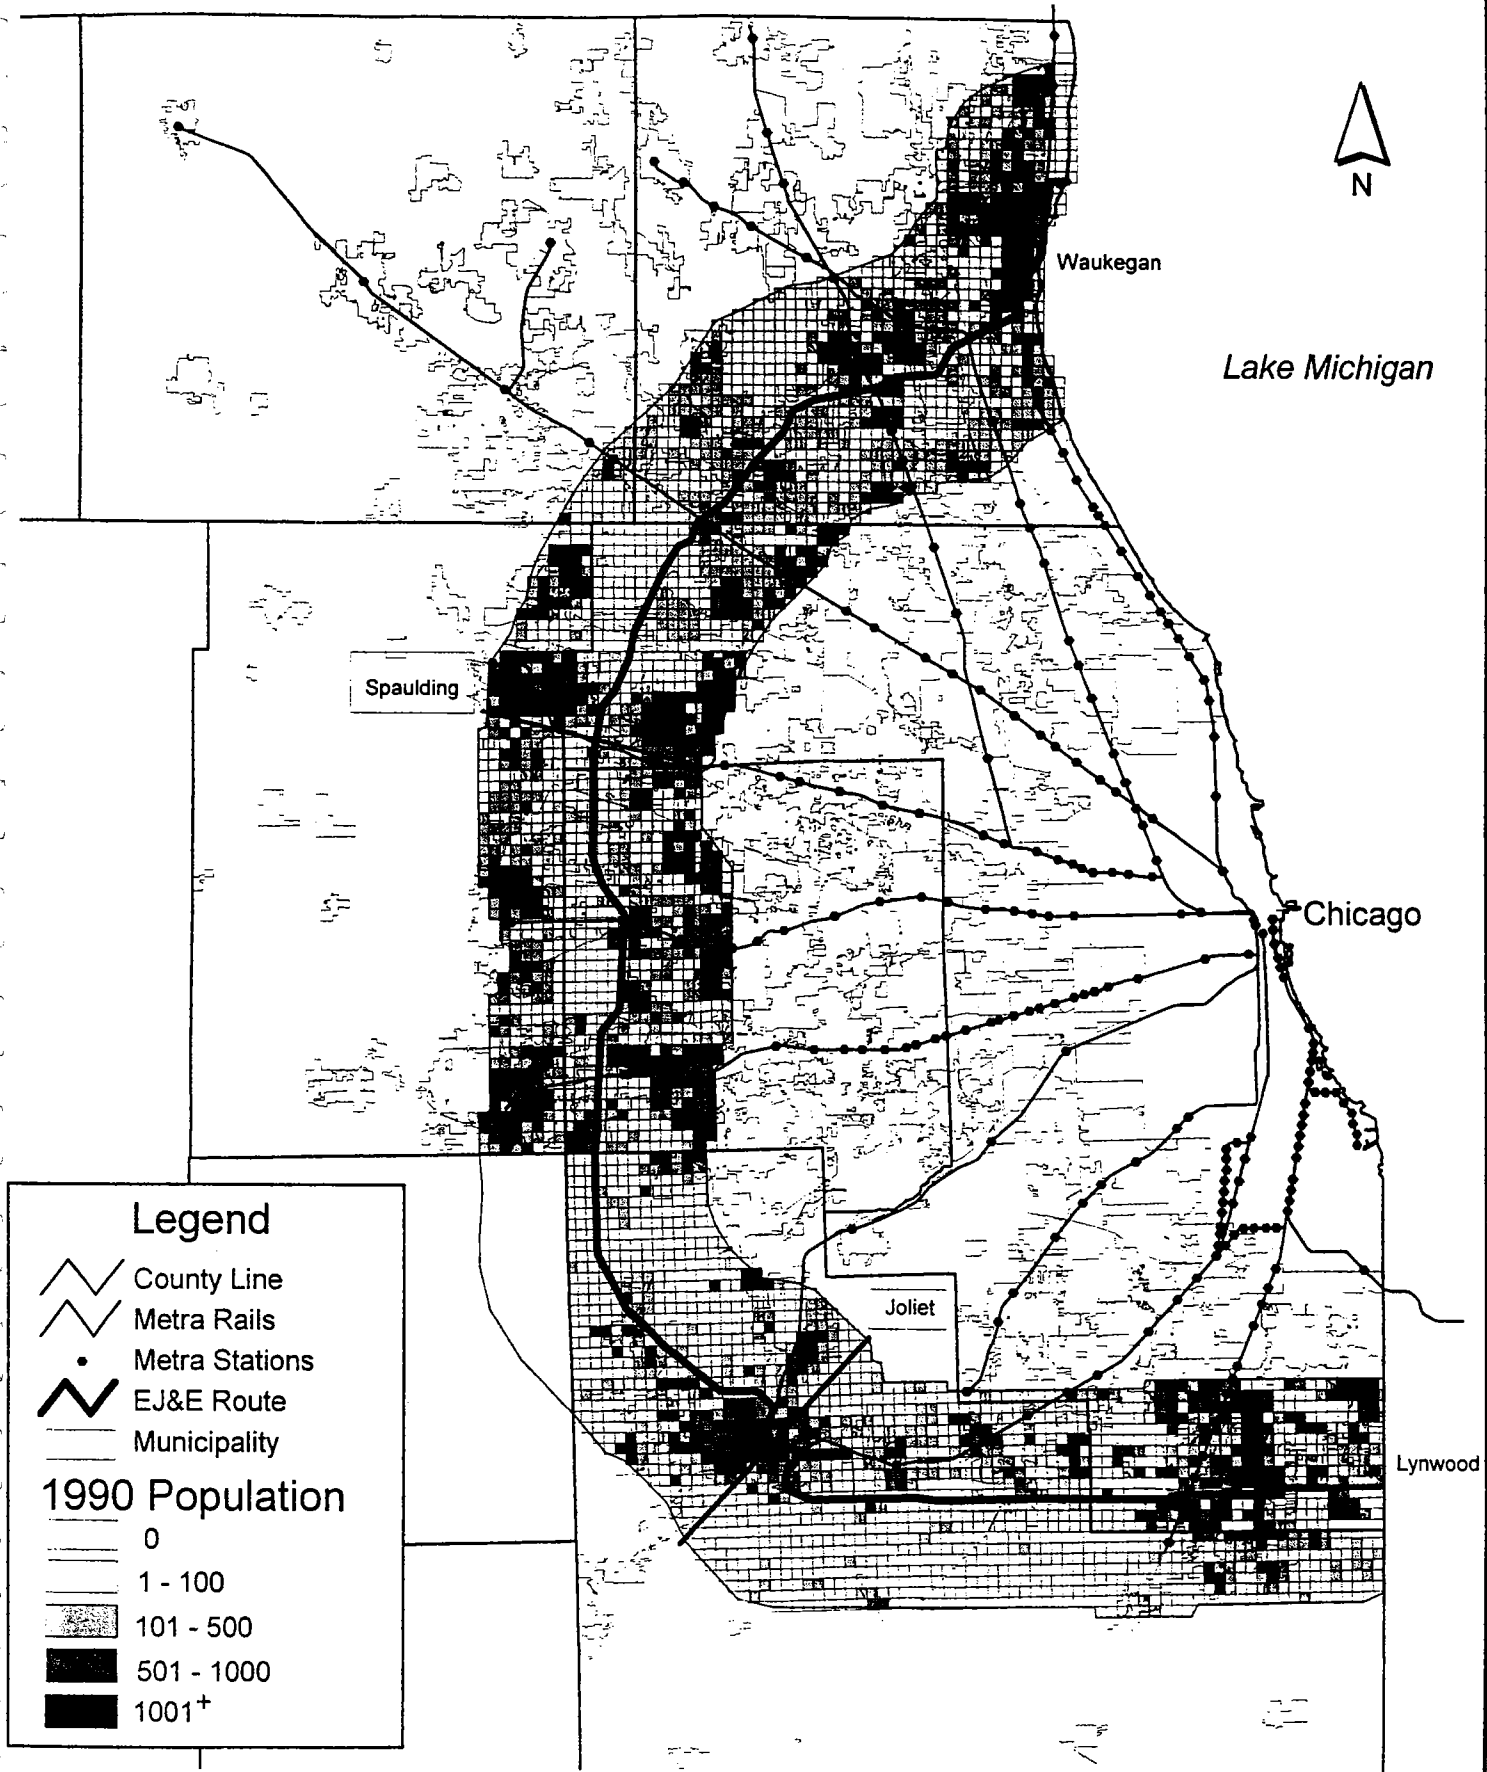 N
Waukegan
Lake Michigan
Spaulding
Chicago
Joliet
Lynwood
Legend
County Line
Metra Rails
Metra Stations
EJ&E Route
Municipality
1990 Population
0
1 - 100
101 - 500
501 - 1000
1001+